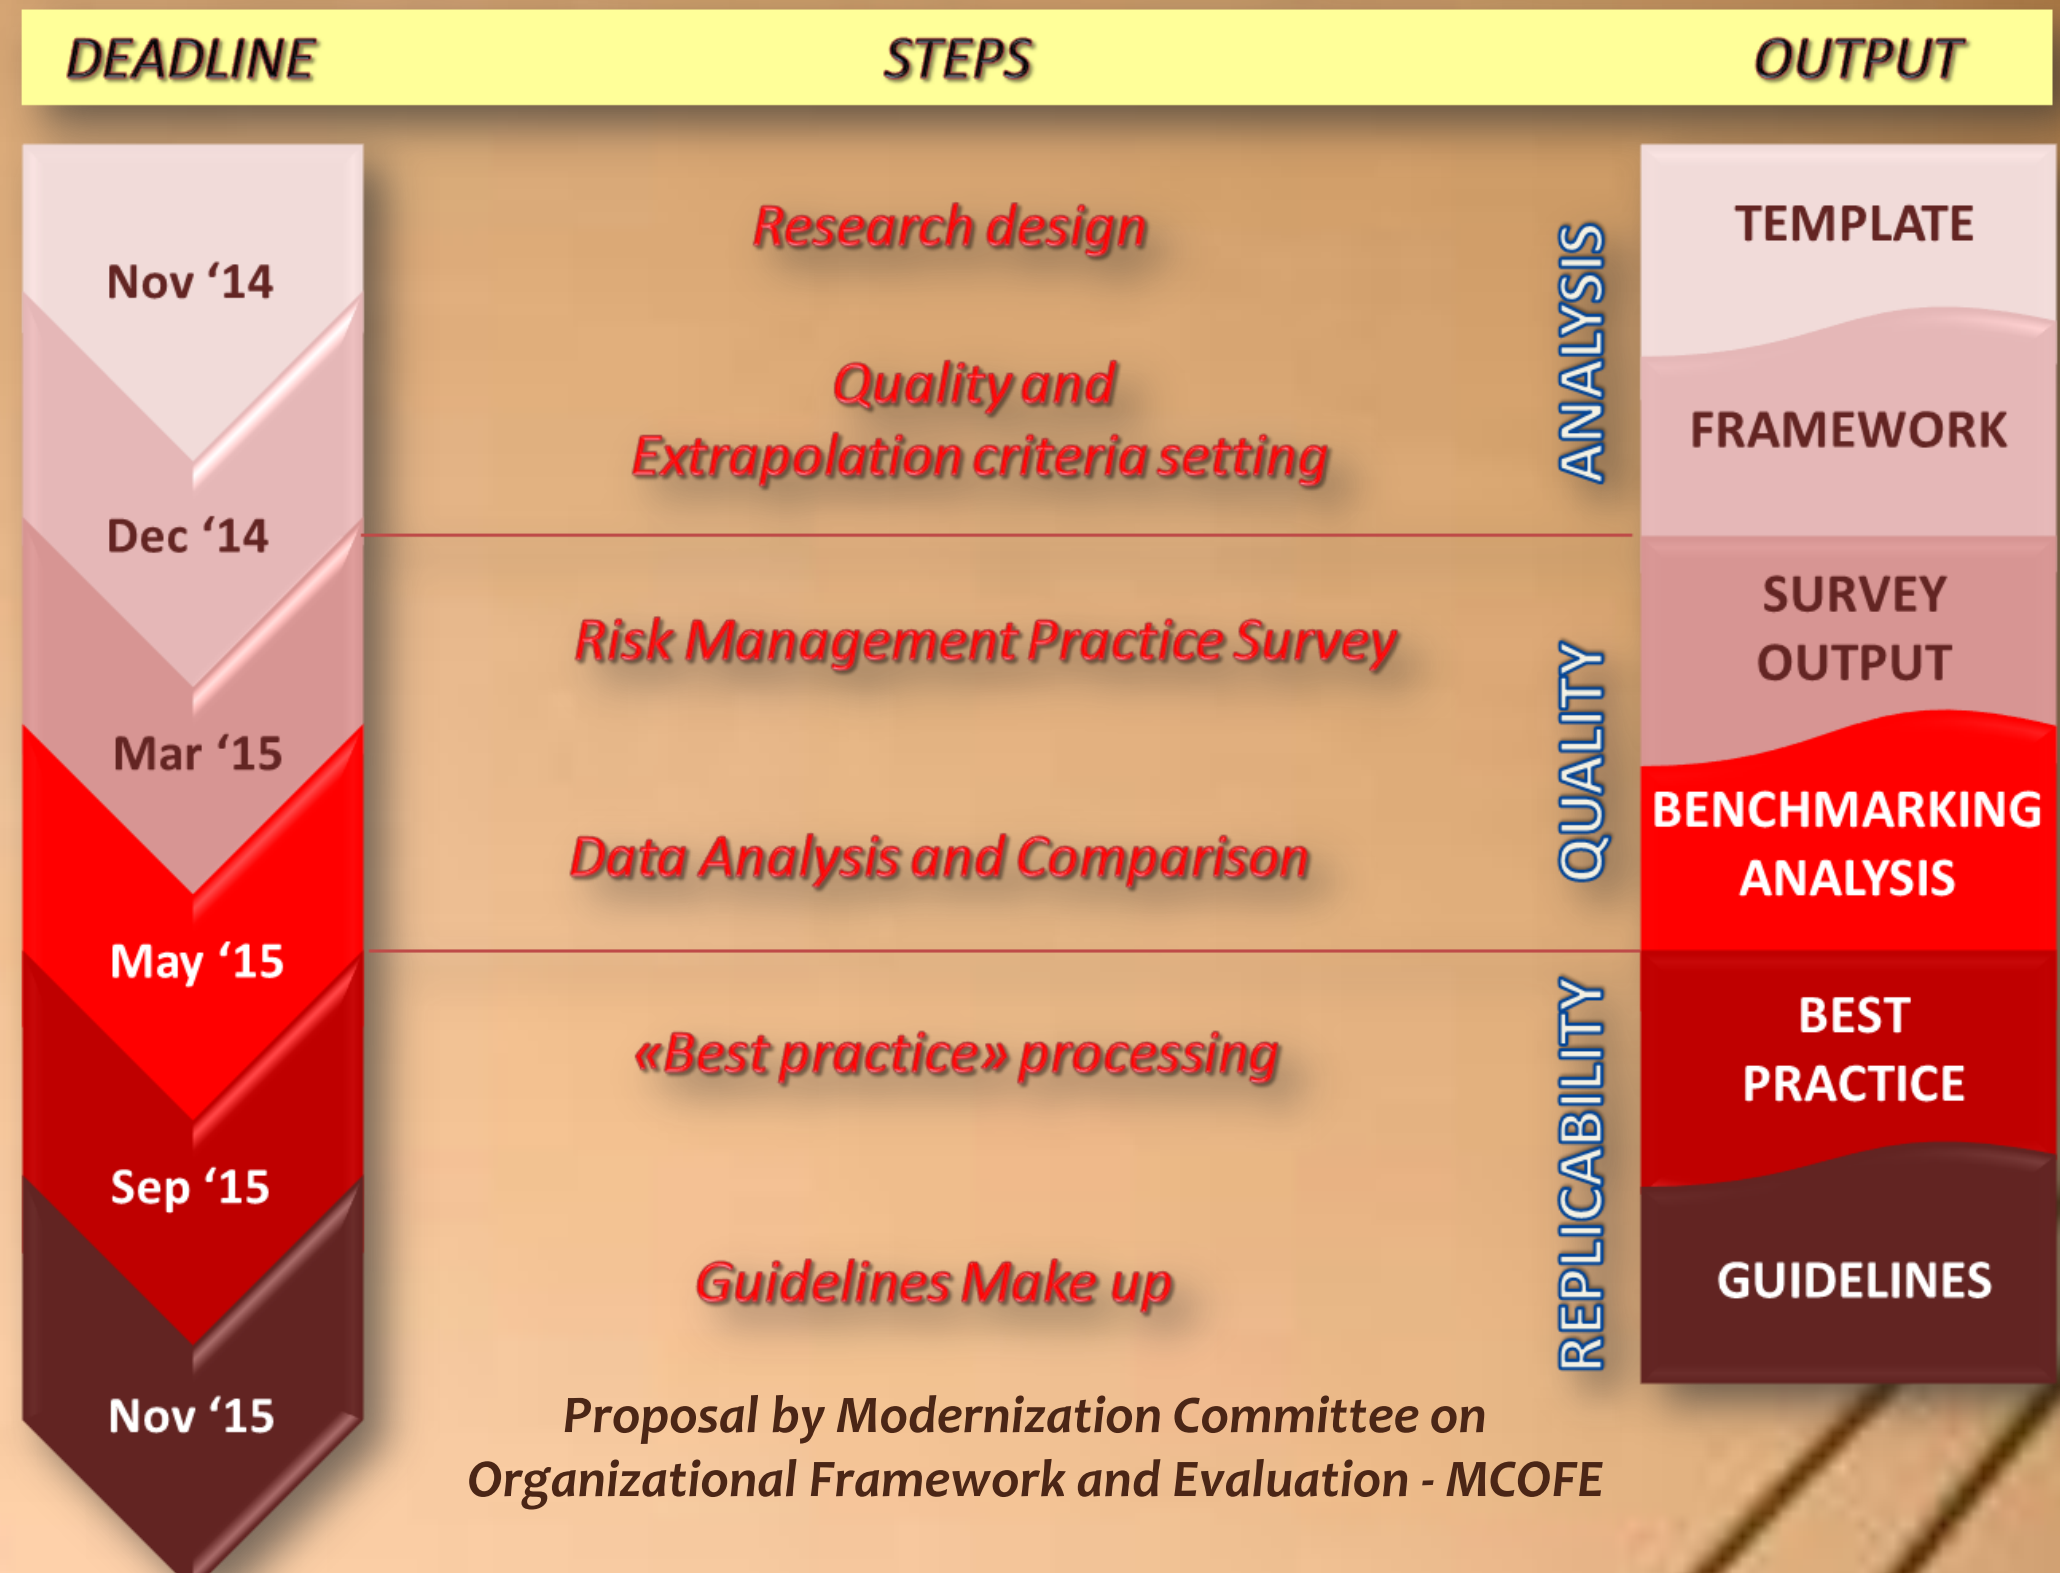 DEADLINE STEPS OUTPUT
Nov ‘14
Research design
ANALYSIS
TEMPLATE
Dec ‘14
Quality and
Extrapolation criteria setting
FRAMEWORK
Mar ‘15
Risk Management Practice Survey
QUALITY
SURVEY
OUTPUT
May ‘15
Data Analysis and Comparison
BENCHMARKING
ANALYSIS
Sep ‘15
«Best practice» processing
REPLICABILITY
BEST
PRACTICE
Nov ‘15
Guidelines Make up
GUIDELINES
Proposal by Modernization Committee on
Organizational Framework and Evaluation - MCOFE